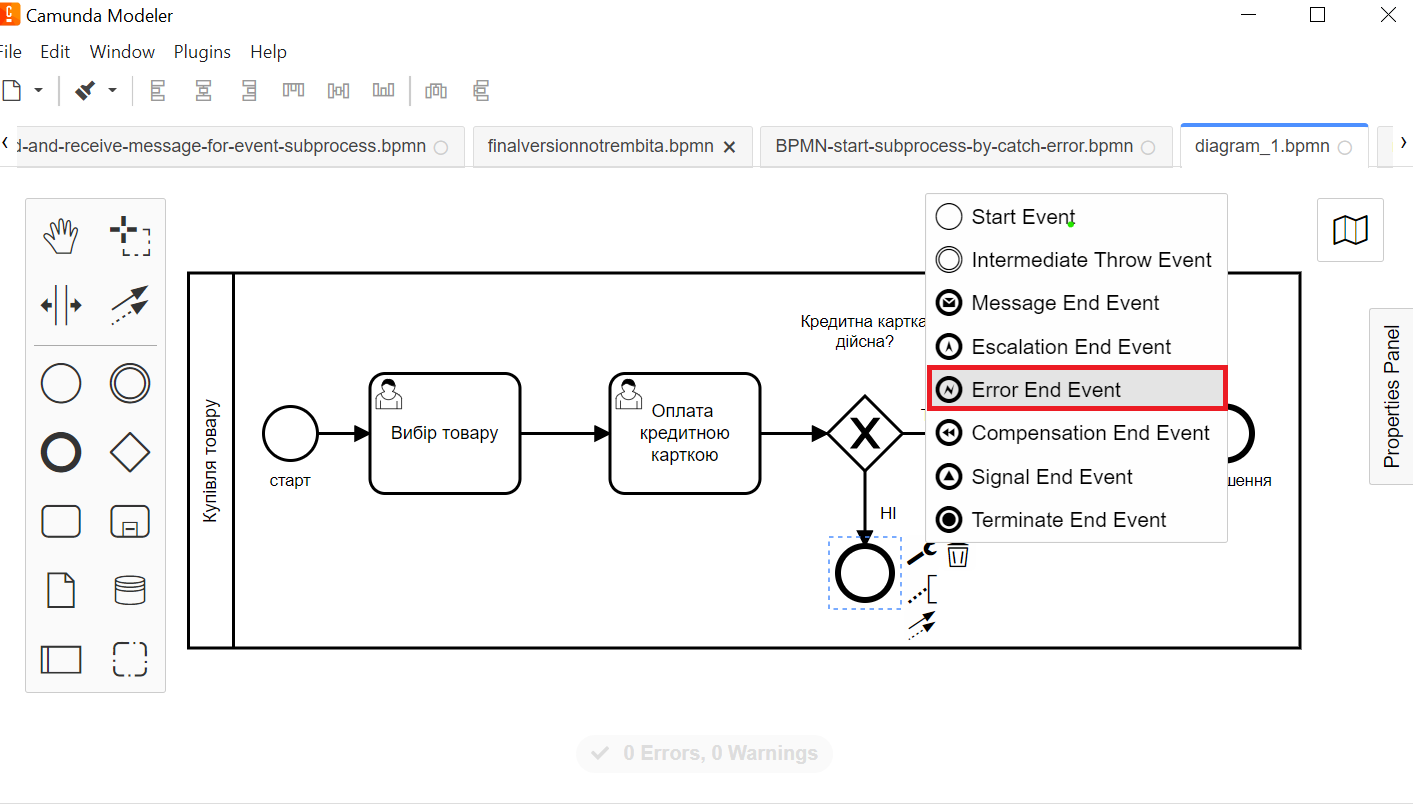 Camunda Modeler
File Edit Window Plugins Help
d-and-receive-message-for-event-subprocess.bpmn
finalversionnotrembita.bpmn
BPMN-start-subprocess-by-catch-error.bpmn
diagram_1.bpmn
Start Event
Intermediate Throw Event
Message End Event
Escalation End Event
Error End Event
Compensation End Event
Signal End Event
Terminate End Event
Properties Panel
Купівля товару
старт
Вибір товару
Оплата
кредитною
карткою
Кредитна картка
дійсна?
НІ
шення
0 Errors, 0 Warnings